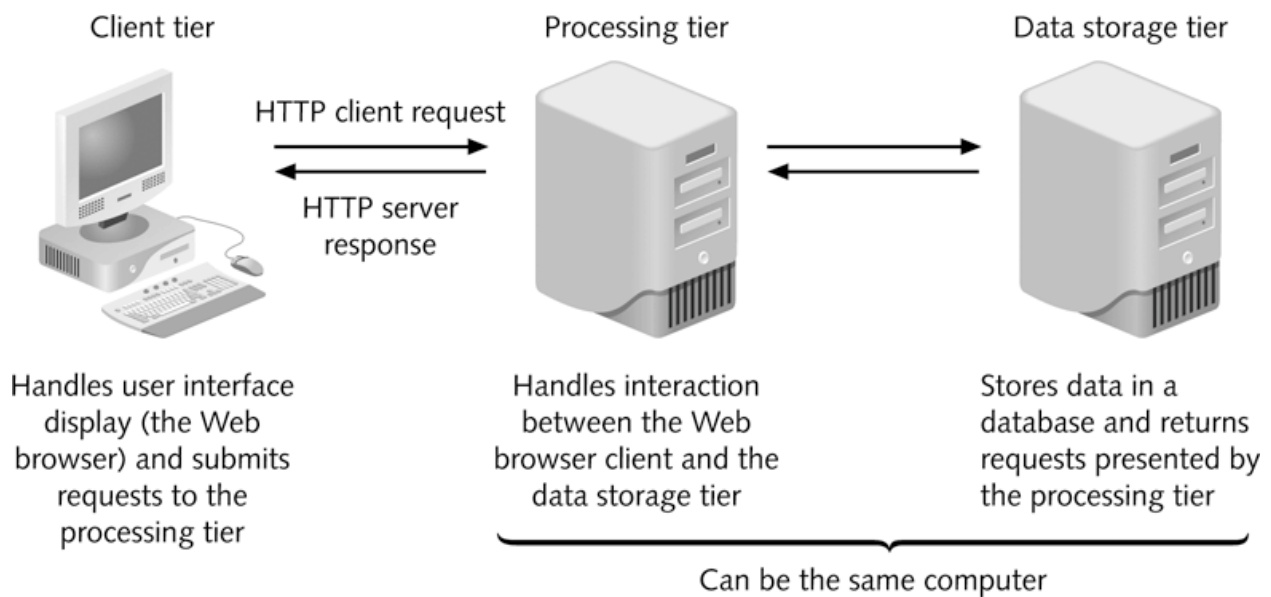 Client tier
Processing tier
Data storage tier
HTTP client request
HTTP server
response
Handles user interface
display (the Web
browser) and submits
requests to the
processing tier
Handles interaction
between the Web
browser client and the
data storage tier
Stores data in a
database and returns
requests presented by
the processing tier
Can be the same computer